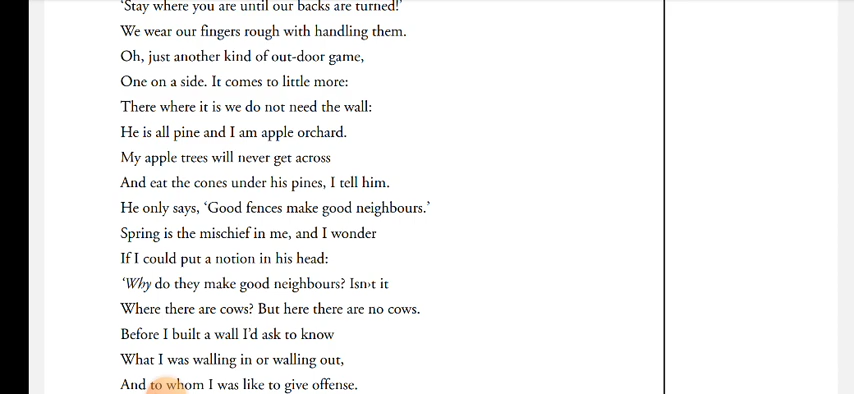 ‘Stay where you are until our backs are turned!’
We wear our fingers rough with handling them.
Oh, just another kind of out-door game,
One on a side. It comes to little more:
There where it is we do not need the wall:
He is all pine and I am apple orchard.
My apple trees will never get across
And eat the cones under his pines, I tell him.
He only says, ‘Good fences make good neighbours.’
Spring is the mischief in me, and I wonder
If I could put a notion in his head:
‘Why do they make good neighbours? Isn›t it
Where there are cows? But here there are no cows.
Before I built a wall I’d ask to know
What I was walling in or walling out,
And to whom I was like to give offense.